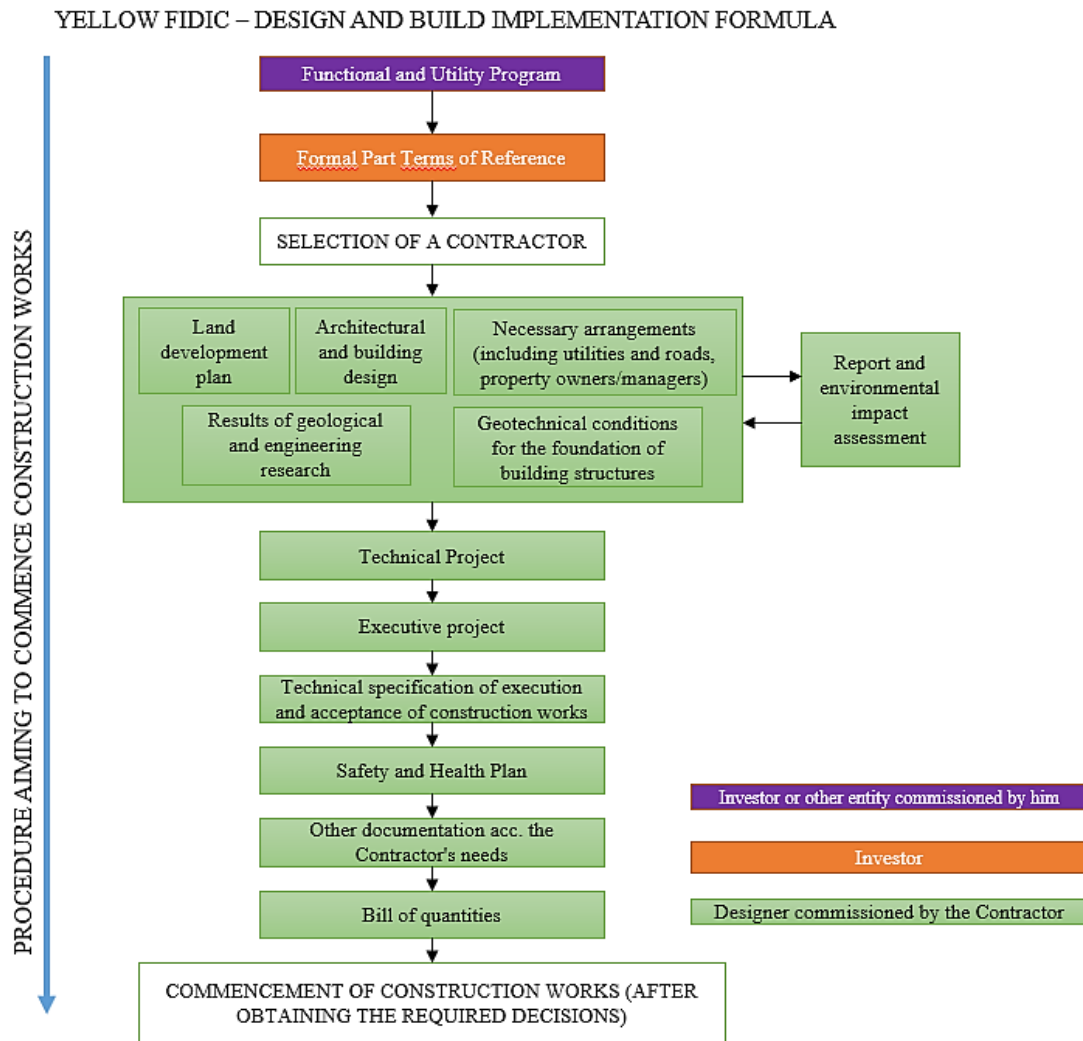 YELLOW FIDIC – DESIGN AND BUILD IMPLEMENTATION FORMULA
PROCEDURE AIMING TO COMMENCE CONSTRUCTION WORKS
Functional and Utility Program
Formal Part Terms of Reference
SELECTION OF A CONTRACTOR
Land
development
plan
Architectural
and building
design
Necessary arrangements
(including utilities and roads,
property owners/managers)
Results of geological
and engineering
research
Geotechnical conditions
for the foundation of
building structures
Report and
environmental
impact
assessment
Technical Project
Executive project
Technical specification of execution
and acceptance of construction works
Safety and Health Plan
Other documentation acc. the
Contractor's needs
Bill of quantities
COMMENCEMENT OF CONSTRUCTION WORKS (AFTER
OBTAINING THE REQUIRED DECISIONS)
Investor or other entity commissioned by him
Investor
Designer commissioned by the Contractor